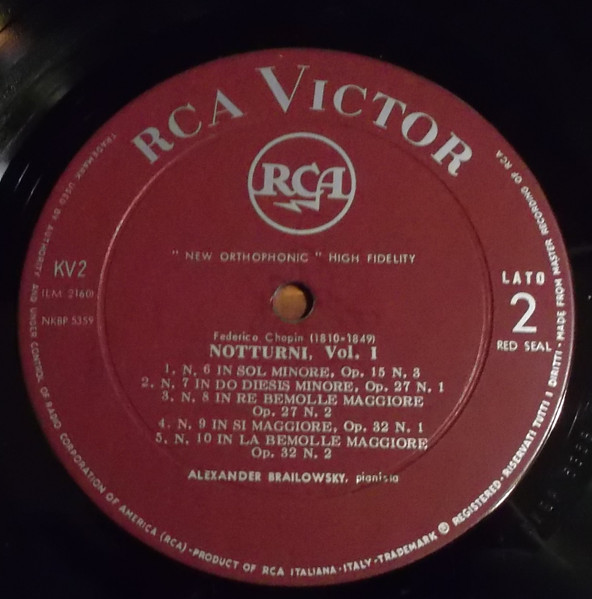 RCA VICTOR
RCA
" NEW ORTHOPHONIC " HIGH FIDELITY
KV2
(LM 2160)
NKBP 5359
LATO
2
RED SEAL
Federico Chopin (1810-1849)
NOTTURNI, Vol. I
1. N. 6 IN SOL MINORE, Op. 15 N. 3
2. N. 7 IN DO DIESIS MINORE, Op. 27 N. 1
3. N. 8 IN RE BEMOLLE MAGGIORE
Op. 27 N. 2
4. N. 9 IN SI MAGGIORE, Op. 32 N. 1
5. N. 10 IN LA BEMOLLE MAGGIORE
Op. 32 N. 2
ALEXANDER BRAILOWSKY, pianista
TRADEMARK USED BY AUTHORITY AND UNDER CONTROL OF RADIO CORPORATION OF AMERICA (RCA) - PRODUCT OF RCA ITALIANA - ITALY - TRADEMARK ® REGISTERED - RISERVATI TUTTI I DIRITTI - MADE FROM MASTER RECORDING OF RCA